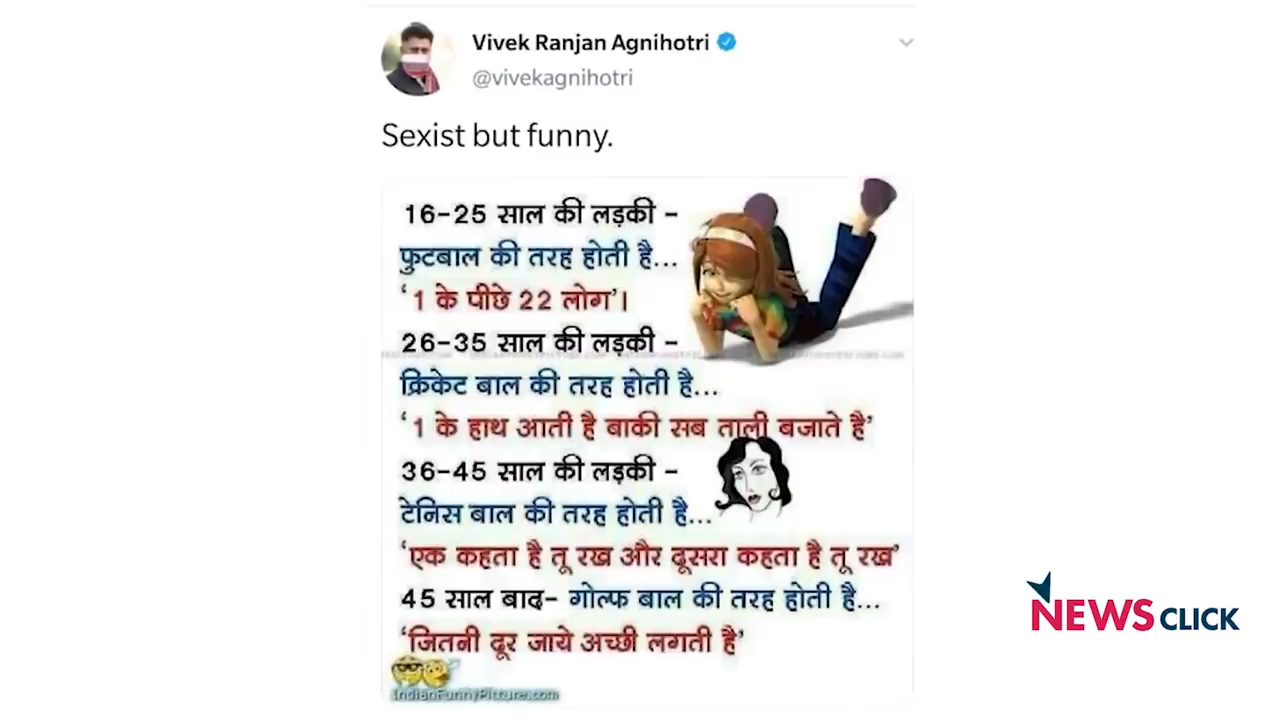 Vivek Ranjan Agnihotri
@vivekagnihotri
Sexist but funny.
16-25 साल की लड़की -
फुटबाल की तरह होती है...
‘1 के पीछे 22 लोग’।
26-35 साल की लड़की -
क्रिकेट बाल की तरह होती है...
‘1 के हाथ आती है बाकी सब ताली बजाते है’
36-45 साल की लड़की -
टेनिस बाल की तरह होती है...
‘एक कहता है तू रख और दूसरा कहता है तू रख’
45 साल बाद- गोल्फ बाल की तरह होती है...
‘जितनी दूर जाये अच्छी लगती है’
IndianFunnyPicture.com
NEWSCLICK